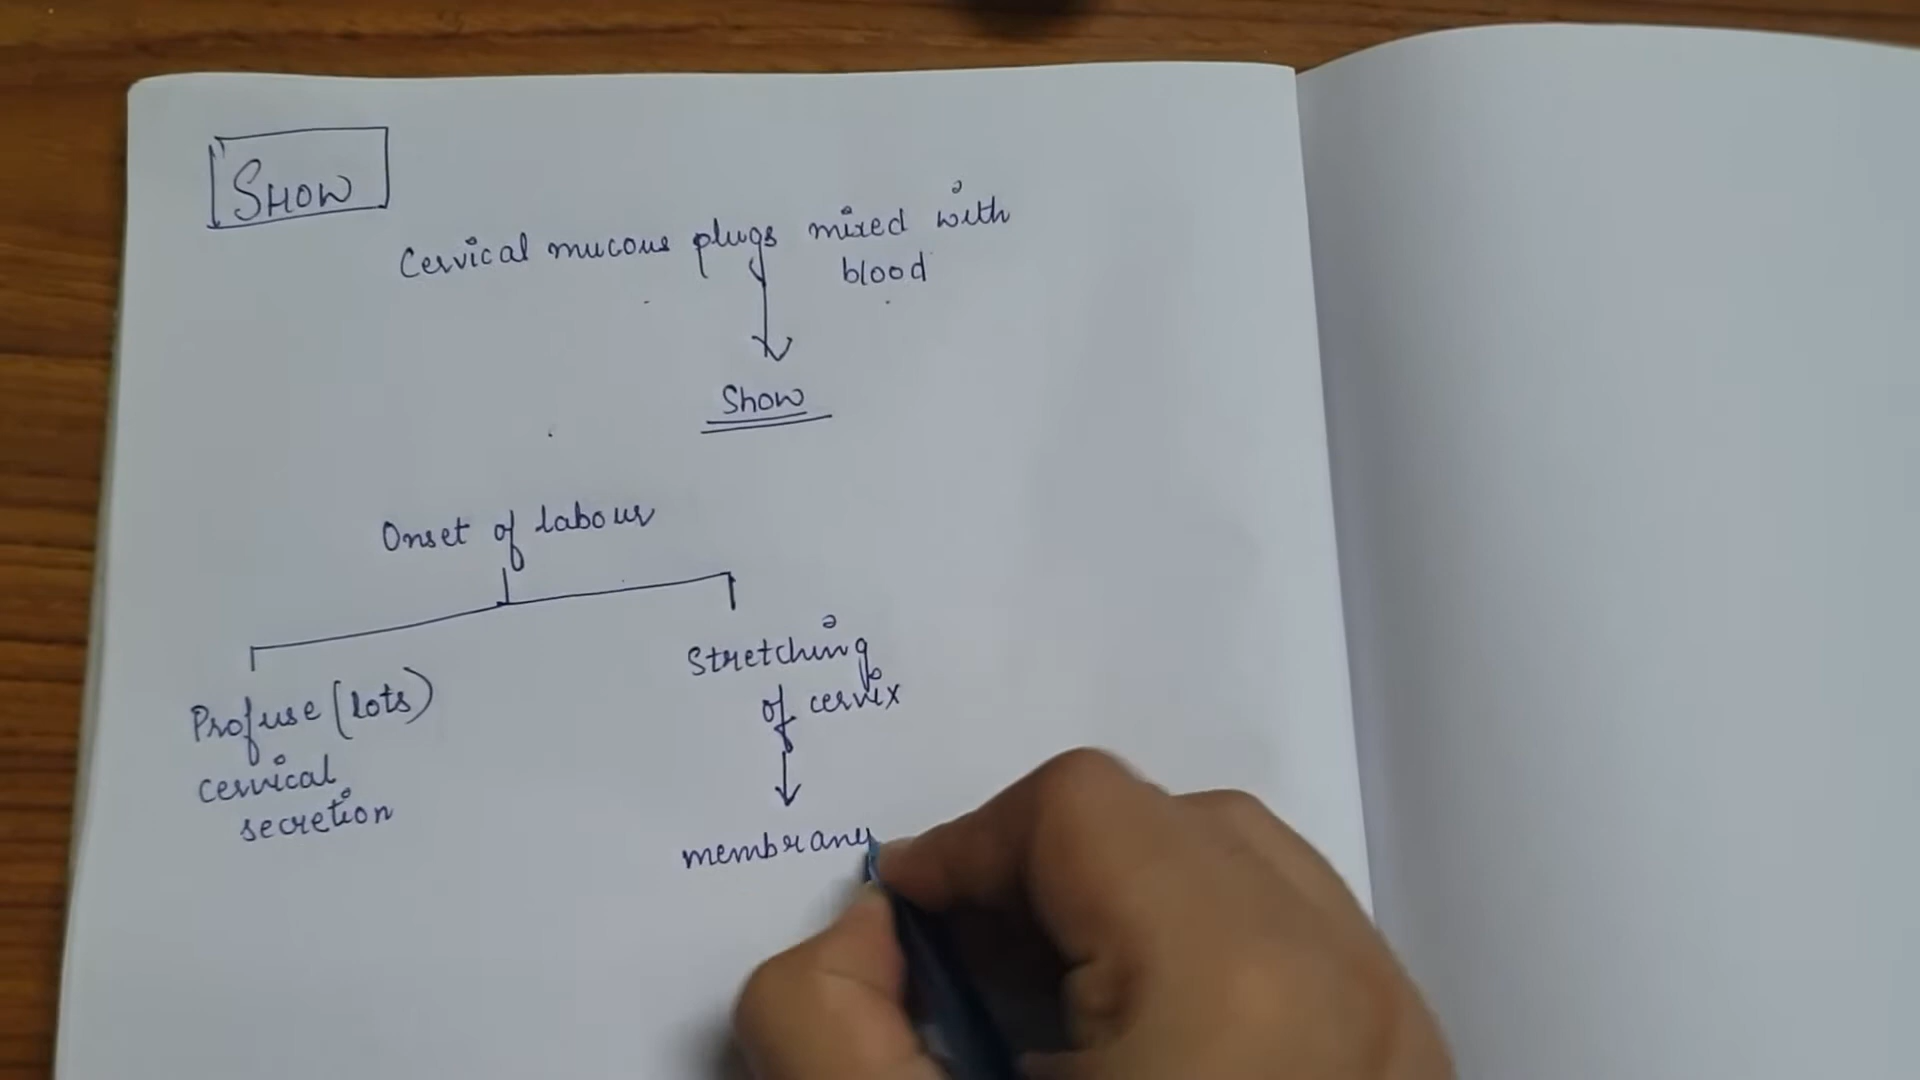 SHOW
Cervical mucous plugs mixed with
blood
Show
Onset of labour
Profuse (lots)
cervical
secretion
Stretching
of cervix
membrane